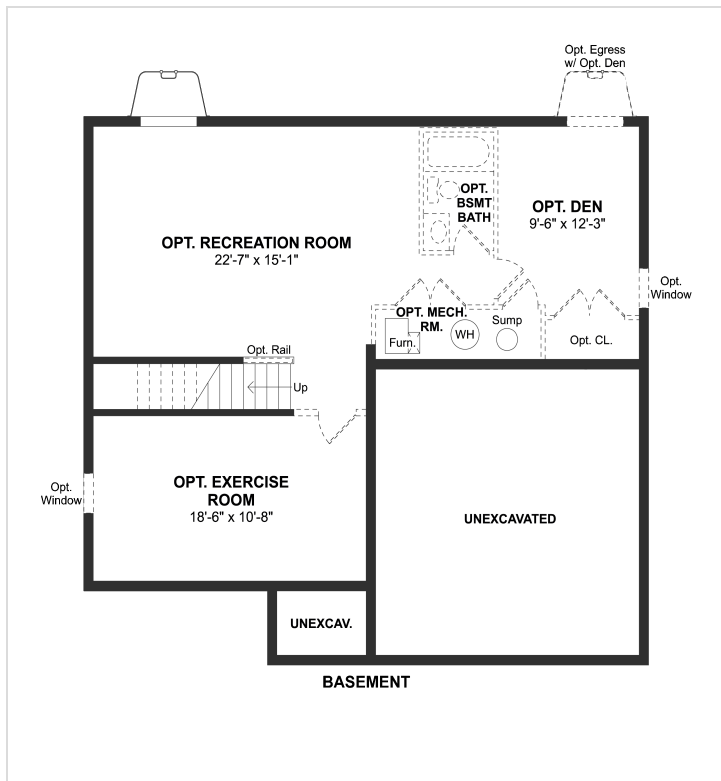 Opt. Egress
w/ Opt. Den
OPT.
BSMT
BATH
OPT. DEN
9'-6" x 12'-3"
OPT. RECREATION ROOM
22'-7" x 15'-1"
Opt.
Window
OPT. MECH.
RM.
Furn.
WH
Sump
Opt. CL.
Opt. Rail
Up
OPT. EXERCISE
ROOM
18'-6" x 10'-8"
Opt.
Window
UNEXCAVATED
UNEXCAV.
BASEMENT